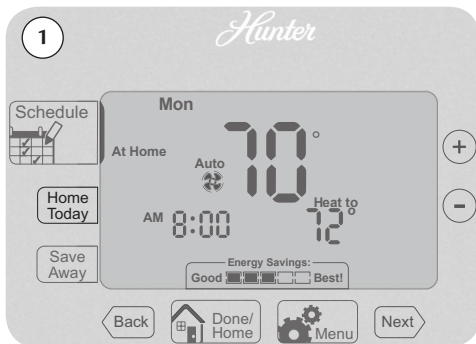 1
Hunter
Schedule
Mon
At Home
Auto
70°
Home
Today
AM 8:00
Heat to
72°
Save
Away
Energy Savings:
Good Best!
+
-
Back
Done/
Home
Menu
Next